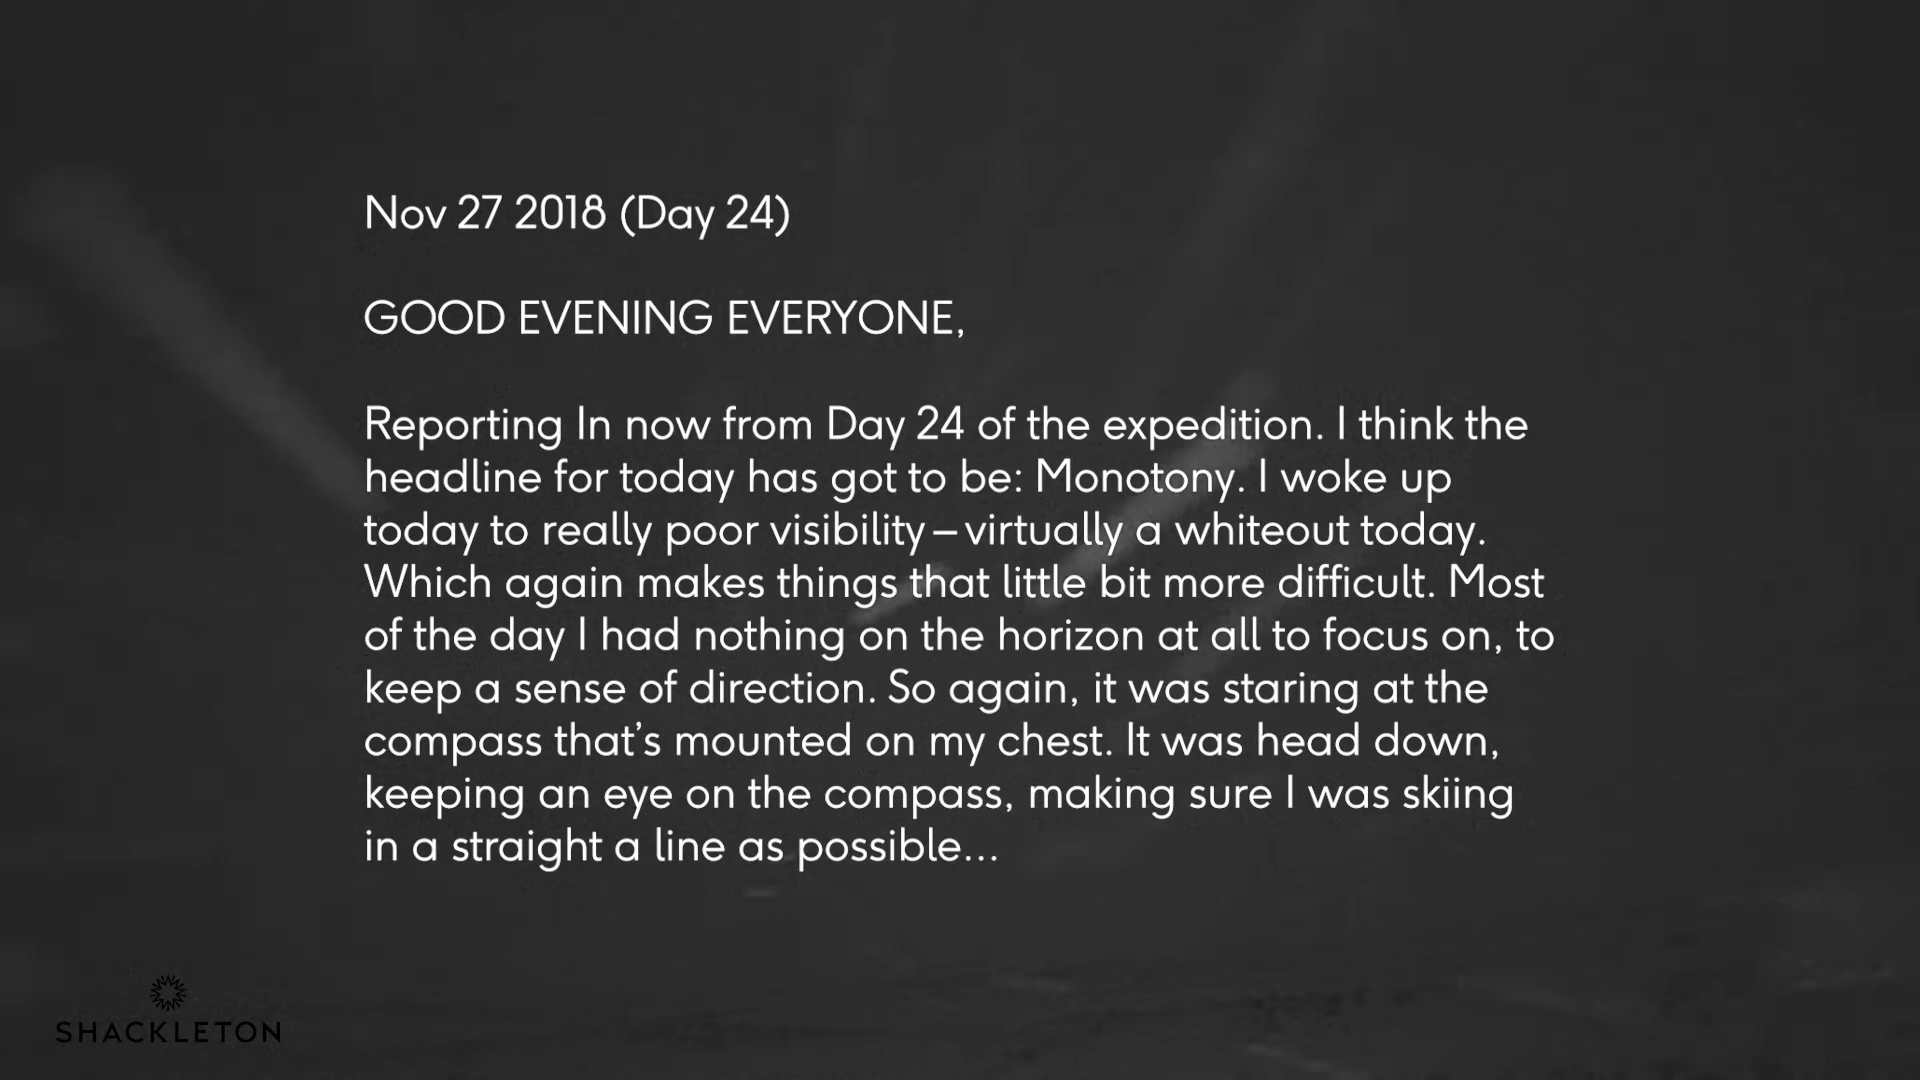 Nov 27 2018 (Day 24)
GOOD EVENING EVERYONE,
Reporting In now from Day 24 of the expedition. I think the
headline for today has got to be: Monotony. I woke up
today to really poor visibility – virtually a whiteout today.
Which again makes things that little bit more difficult. Most
of the day I had nothing on the horizon at all to focus on, to
keep a sense of direction. So again, it was staring at the
compass that’s mounted on my chest. It was head down,
keeping an eye on the compass, making sure I was skiing
in a straight a line as possible...
SHACKLETON